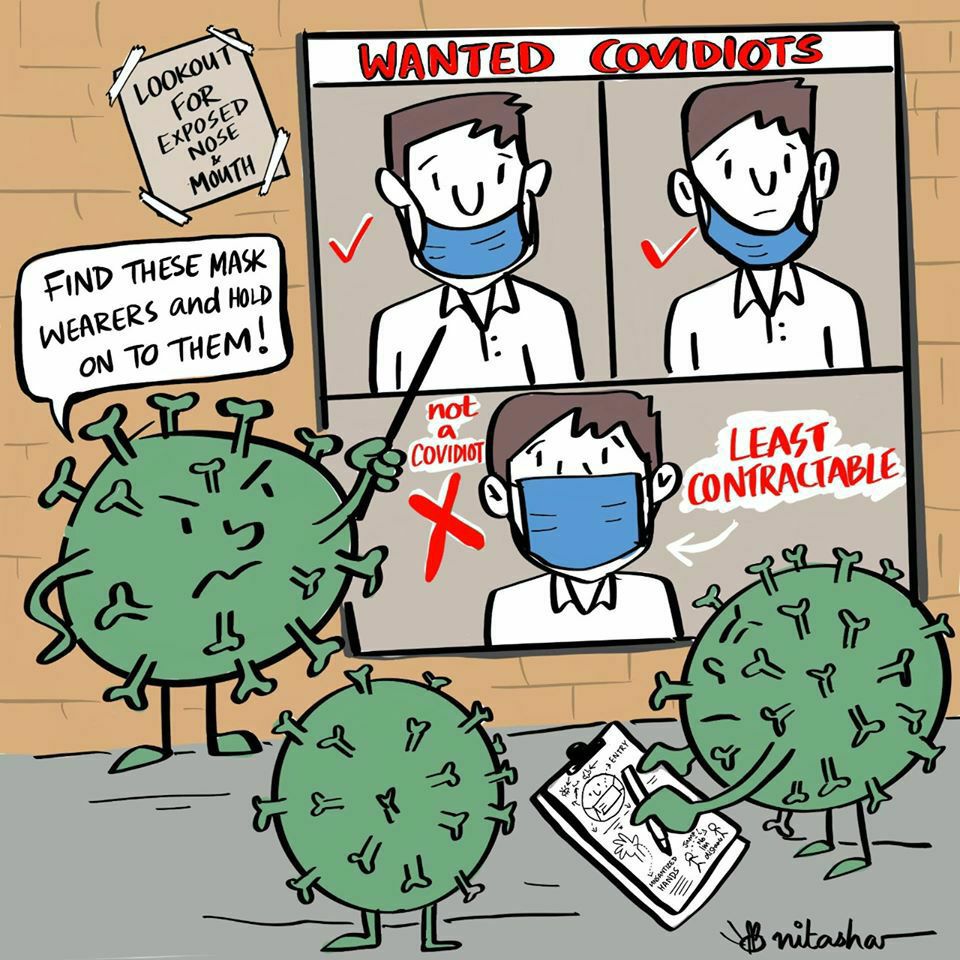 LOOKOUT
FOR
EXPOSED
NOSE
&
MOUTH
WANTED COVIDIOTS
FIND THESE MASK
WEARERS and HOLD
ON TO THEM!
not
a
COVIDIOT
LEAST
CONTRACTABLE
ENTRY
UNSANITIZED
HANDS
nitasha